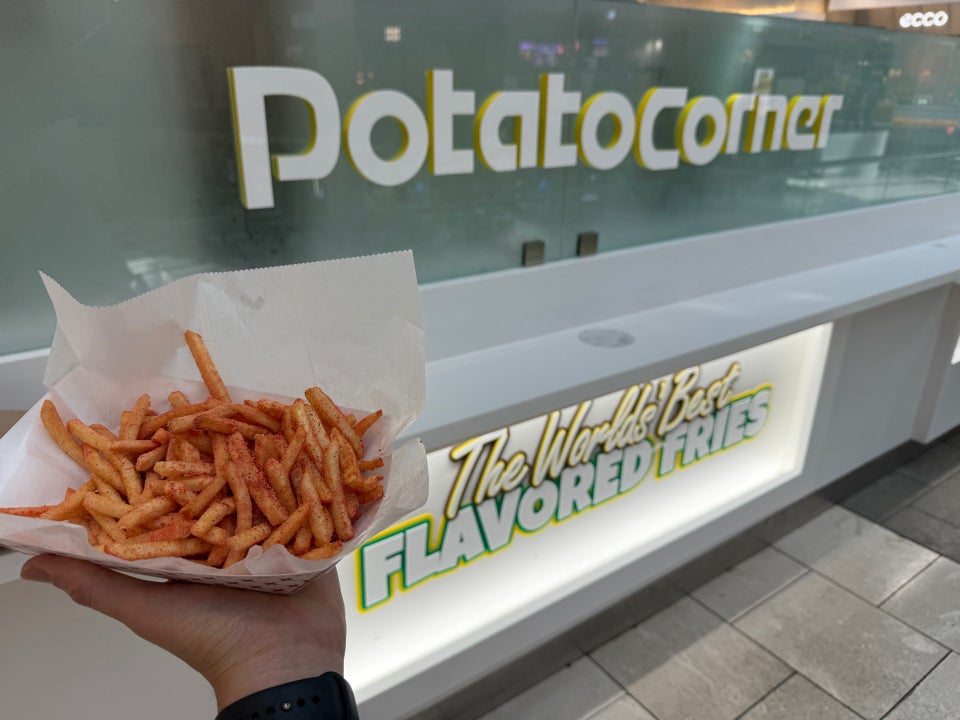 ecco
PotatoCorner
The World's Best
FLAVORED FRIES